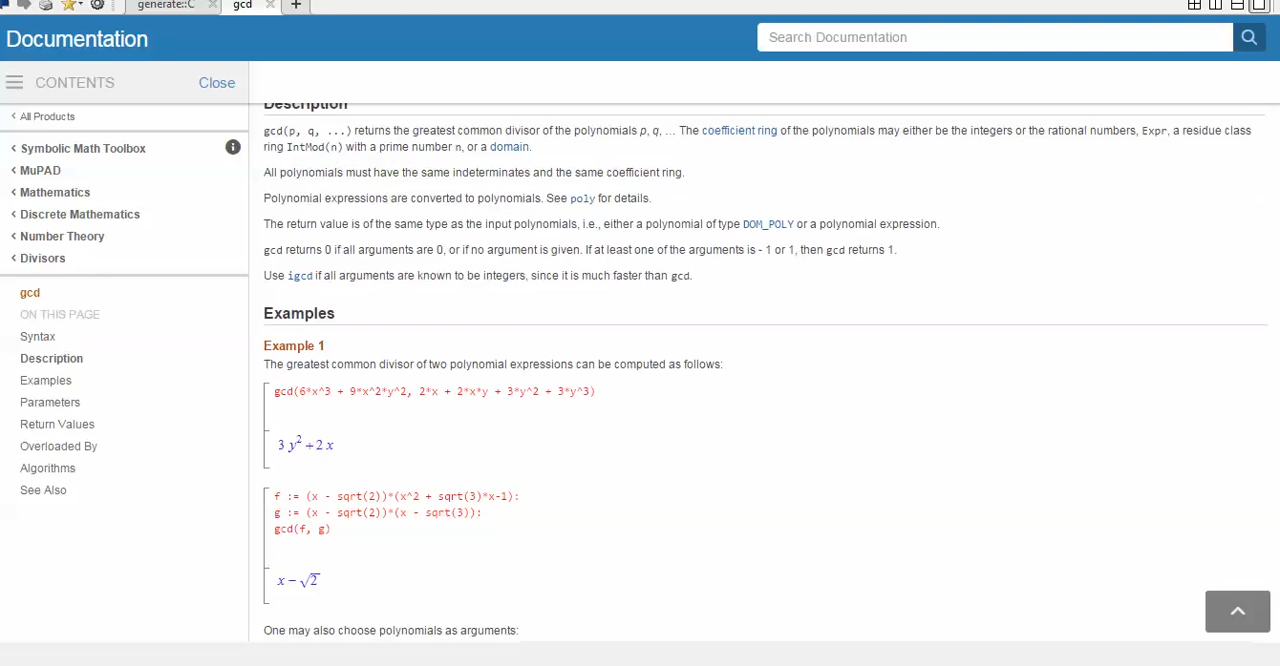 generate::C
gcd
Documentation
Search Documentation
CONTENTS
Close
All Products
Symbolic Math Toolbox
MuPAD
Mathematics
Discrete Mathematics
Number Theory
Divisors
gcd
ON THIS PAGE
Syntax
Description
Examples
Parameters
Return Values
Overloaded By
Algorithms
See Also
Description
gcd(p, q, ...) returns the greatest common divisor of the polynomials p, q, ... The coefficient ring of the polynomials may either be the integers or the rational numbers, Expr, a residue class
ring IntMod(n) with a prime number n, or a domain.
All polynomials must have the same indeterminates and the same coefficient ring.
Polynomial expressions are converted to polynomials. See poly for details.
The return value is of the same type as the input polynomials, i.e., either a polynomial of type DOM_POLY or a polynomial expression.
gcd returns 0 if all arguments are 0, or if no argument is given. If at least one of the arguments is - 1 or 1, then gcd returns 1.
Use igcd if all arguments are known to be integers, since it is much faster than gcd.
Examples
Example 1
The greatest common divisor of two polynomial expressions can be computed as follows:
gcd(6*x^3 + 9*x^2*y^2, 2*x + 2*x*y + 3*y^2 + 3*y^3)
3 y² + 2 x
f := (x - sqrt(2))*(x^2 + sqrt(3)*x-1):
g := (x - sqrt(2))*(x - sqrt(3)):
gcd(f, g)
x − √2
One may also choose polynomials as arguments: